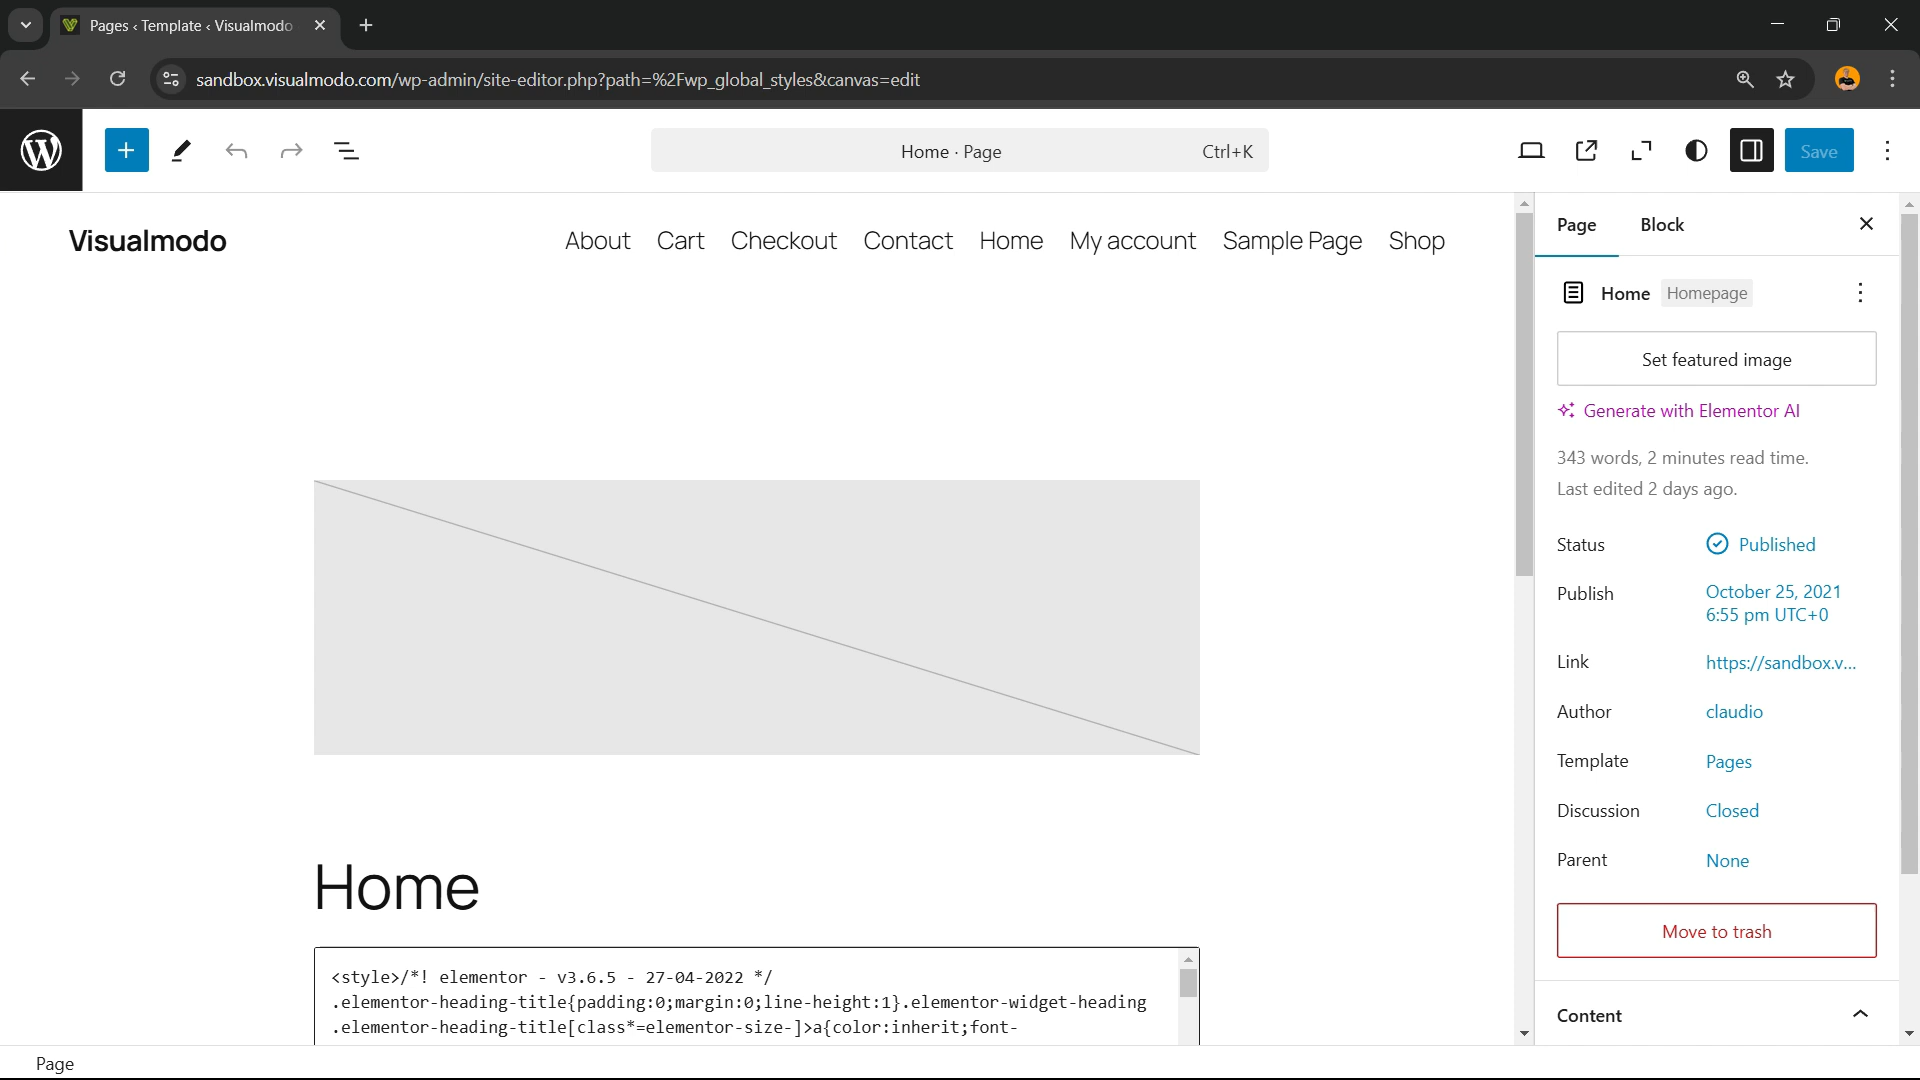 Pages ‹ Template ‹ Visualmodo
sandbox.visualmodo.com/wp-admin/site-editor.php?path=%2Fwp_global_styles&canvas=edit
Home · Page Ctrl+K
Save
Visualmodo
About Cart Checkout Contact Home My account Sample Page Shop
Home
<style>/*! elementor - v3.6.5 - 27-04-2022 */
.elementor-heading-title{padding:0;margin:0;line-height:1}.elementor-widget-heading
.elementor-heading-title[class*=elementor-size-]>a{color:inherit;font-
Page Block
Home Homepage
Set featured image
Generate with Elementor AI
343 words, 2 minutes read time.
Last edited 2 days ago.
Status Published
Publish October 25, 2021
6:55 pm UTC+0
Link https://sandbox.v...
Author claudio
Template Pages
Discussion Closed
Parent None
Move to trash
Content
Page